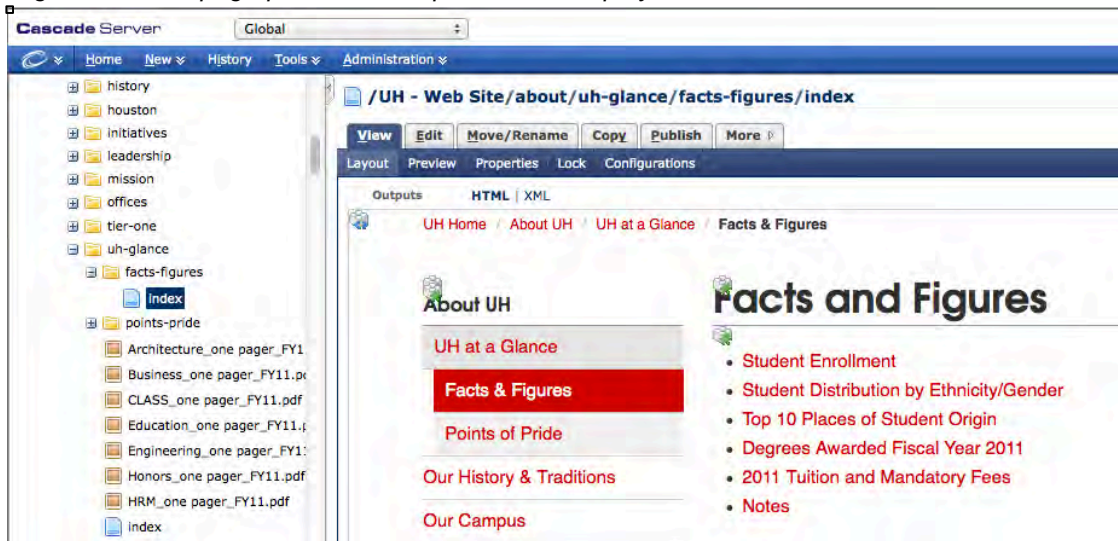 Cascade Server
Global
Home New History Tools Administration
history
houston
initiatives
leadership
mission
offices
tier-one
uh-glance
facts-figures
index
points-pride
Architecture_one pager_FY1
Business_one pager_FY11.p
CLASS_one pager_FY11.pdf
Education_one pager_FY11.
Engineering_one pager_FY1
Honors_one pager_FY11.pdf
HRM_one pager_FY11.pdf
index
/UH - Web Site/about/uh-glance/facts-figures/index
View Edit Move/Rename Copy Publish More
Layout Preview Properties Lock Configurations
Outputs HTML | XML
UH Home / About UH / UH at a Glance / Facts & Figures
About UH
UH at a Glance
Facts & Figures
Points of Pride
Our History & Traditions
Our Campus
Facts and Figures
• Student Enrollment
• Student Distribution by Ethnicity/Gender
• Top 10 Places of Student Origin
• Degrees Awarded Fiscal Year 2011
• 2011 Tuition and Mandatory Fees
• Notes